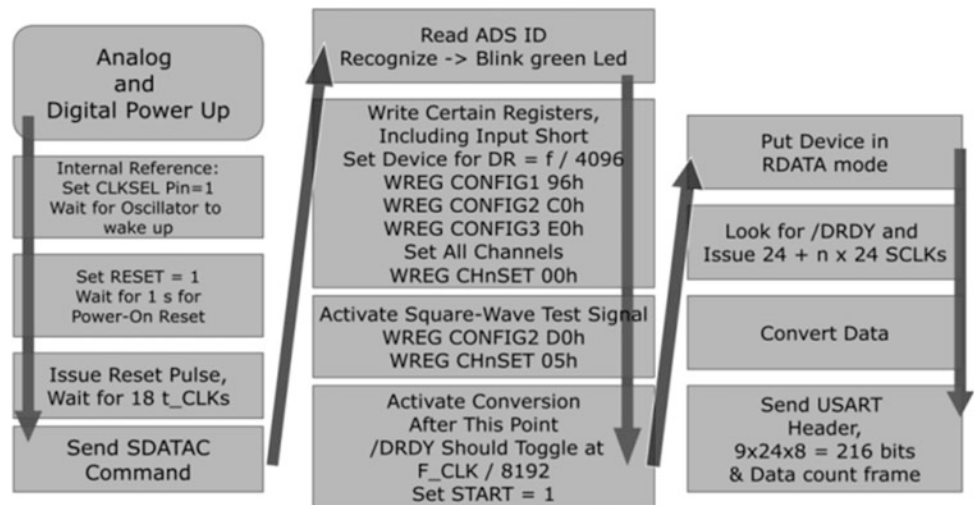 Analog
and
Digital Power Up
Internal Reference:
Set CLKSEL Pin=1
Wait for Oscillator to
wake up
Set RESET = 1
Wait for 1 s for
Power-On Reset
Issue Reset Pulse,
Wait for 18 t_CLKs
Send SDATAC
Command
Read ADS ID
Recognize -> Blink green Led
Write Certain Registers,
Including Input Short
Set Device for DR = f / 4096
WREG CONFIG1 96h
WREG CONFIG2 C0h
WREG CONFIG3 E0h
Set All Channels
WREG CHnSET 00h
Activate Square-Wave Test Signal
WREG CONFIG2 D0h
WREG CHnSET 05h
Activate Conversion
After This Point
/DRDY Should Toggle at
F_CLK / 8192
Set START = 1
Put Device in
RDATA mode
Look for /DRDY and
Issue 24 + n x 24 SCLKs
Convert Data
Send USART
Header,
9x24x8 = 216 bits
& Data count frame